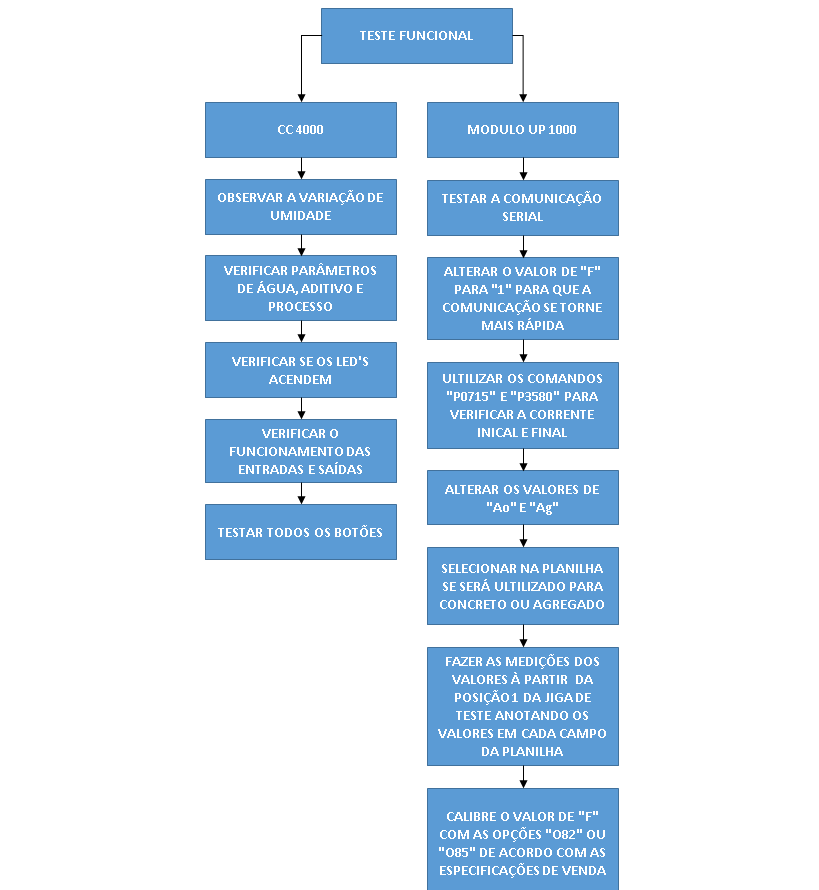 TESTE FUNCIONAL
CC 4000
OBSERVAR A VARIAÇÃO DE
UMIDADE
VERIFICAR PARÂMETROS
DE ÁGUA, ADITIVO E
PROCESSO
VERIFICAR SE OS LED'S
ACENDEM
VERIFICAR O
FUNCIONAMENTO DAS
ENTRADAS E SAÍDAS
TESTAR TODOS OS BOTÕES
MODULO UP 1000
TESTAR A COMUNICAÇÃO
SERIAL
ALTERAR O VALOR DE "F"
PARA "1" PARA QUE A
COMUNICAÇÃO SE TORNE
MAIS RÁPIDA
ULTILIZAR OS COMANDOS
"P0715" E "P3580" PARA
VERIFICAR A CORRENTE
INICAL E FINAL
ALTERAR OS VALORES DE
"Ao" E "Ag"
SELECIONAR NA PLANILHA
SE SERÁ ULTILIZADO PARA
CONCRETO OU AGREGADO
FAZER AS MEDIÇÕES DOS
VALORES À PARTIR DA
POSIÇÃO 1 DA JIGA DE
TESTE ANOTANDO OS
VALORES EM CADA CAMPO
DA PLANILHA
CALIBRE O VALOR DE "F"
COM AS OPÇÕES "O82" OU
"O85" DE ACORDO COM AS
ESPECIFICAÇÕES DE VENDA